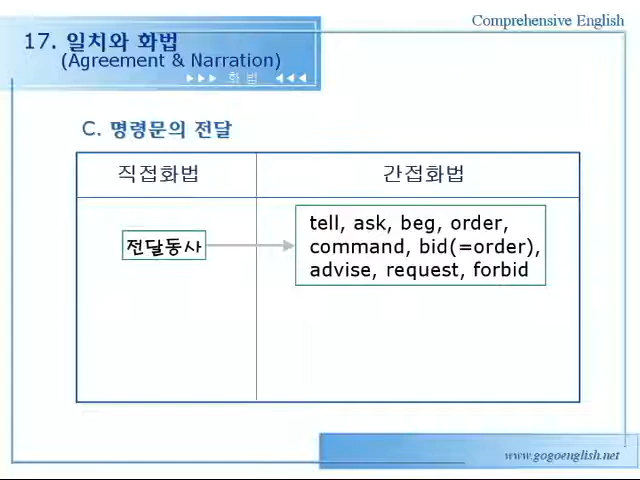 Comprehensive English
17. 일치와 화법
(Agreement & Narration)
▶▶▶ 화 법 ◀◀◀
C. 명령문의 전달
직접화법
간접화법
전달동사
tell, ask, beg, order,
command, bid(=order),
advise, request, forbid
www.gogoenglish.net